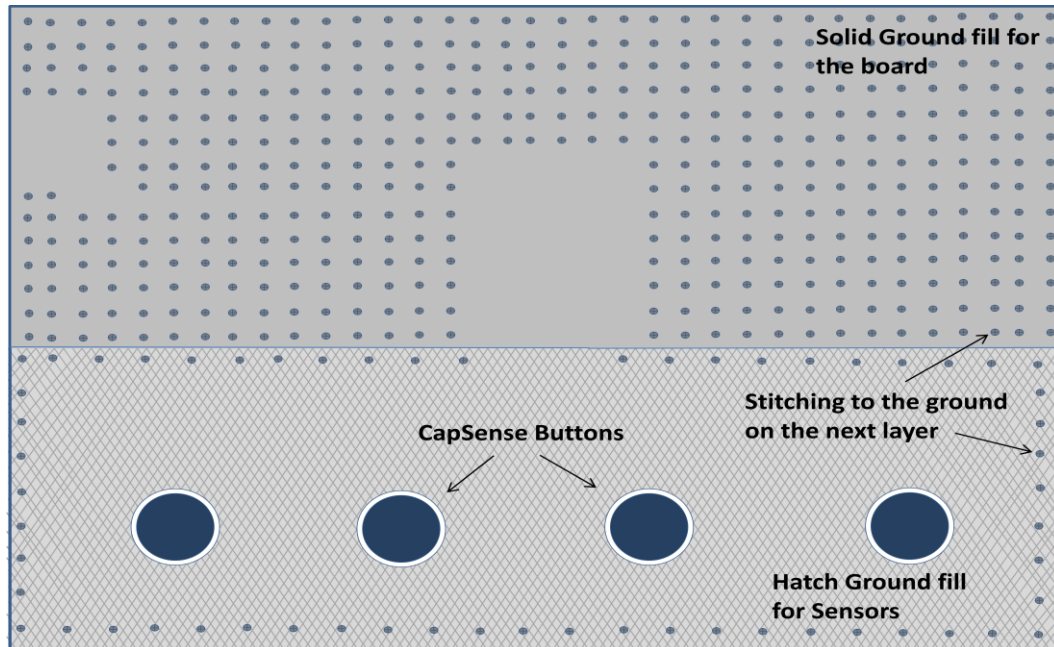 Solid Ground fill for
the board
Stitching to the ground
on the next layer
CapSense Buttons
Hatch Ground fill
for Sensors